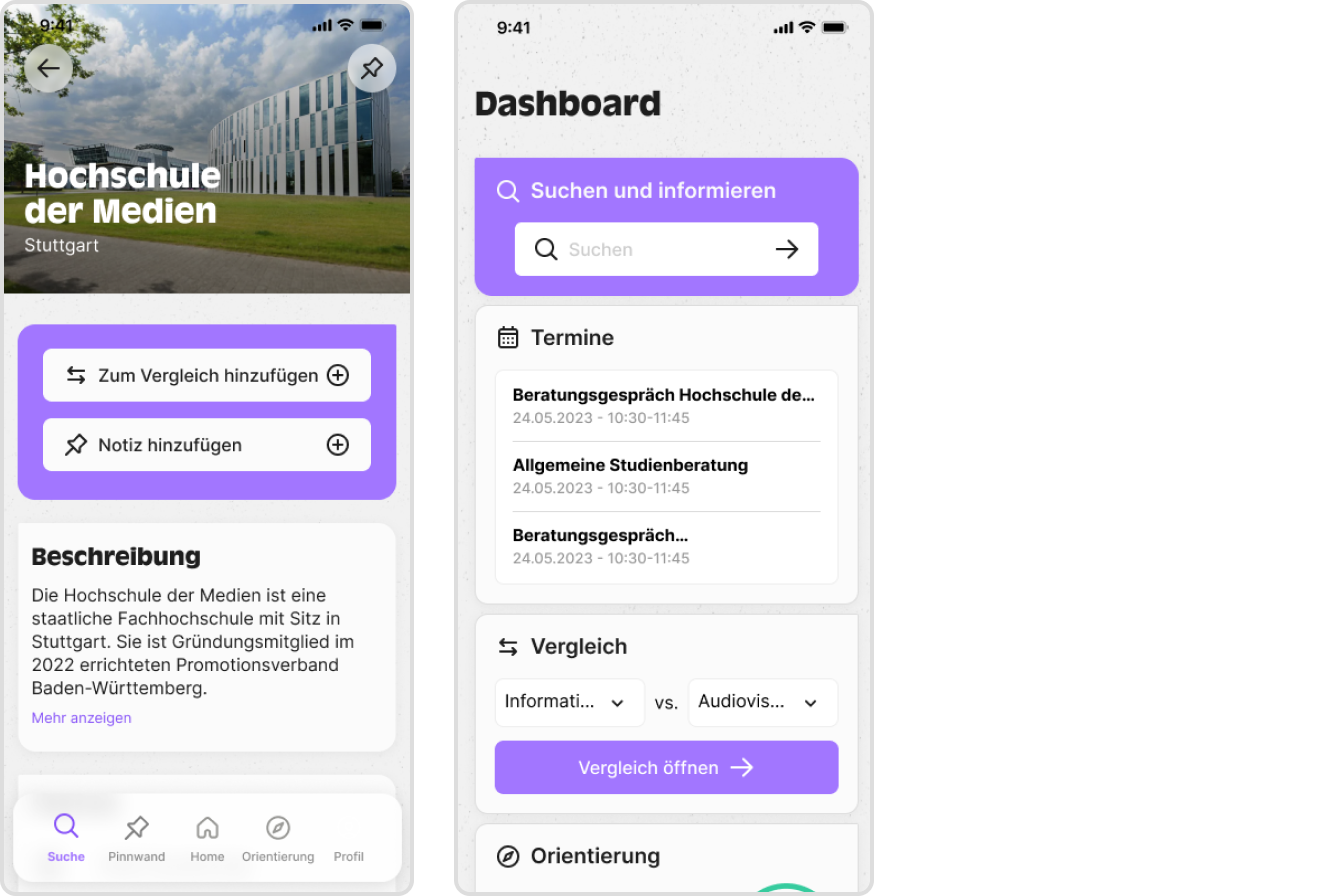 9:41
Hochschule
der Medien
Stuttgart
Zum Vergleich hinzufügen
Notiz hinzufügen
Beschreibung
Die Hochschule der Medien ist eine
staatliche Fachhochschule mit Sitz in
Stuttgart. Sie ist Gründungsmitglied im
2022 errichteten Promotionsverband
Baden-Württemberg.
Mehr anzeigen
Suche Pinnwand Home Orientierung Profil
9:41
Dashboard
Suchen und informieren
Suchen
Termine
Beratungsgespräch Hochschule de...
24.05.2023 - 10:30-11:45
Allgemeine Studienberatung
24.05.2023 - 10:30-11:45
Beratungsgespräch...
24.05.2023 - 10:30-11:45
Vergleich
Informati... vs. Audiovis...
Vergleich öffnen
Orientierung